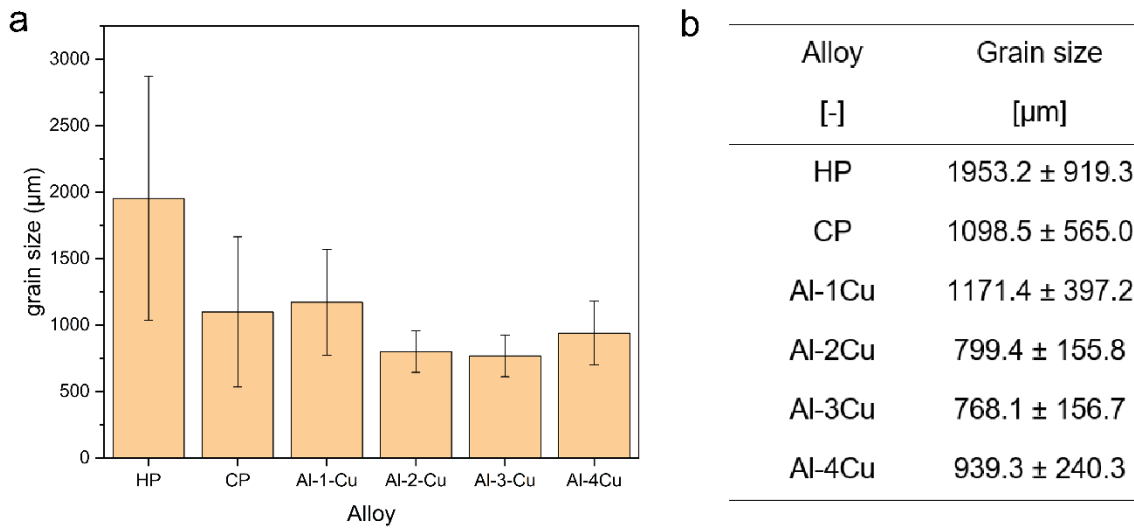 a
3000
2500
2000
1500
1000
500
0
grain size (µm)
HP CP Al-1-Cu Al-2-Cu Al-3-Cu Al-4Cu
Alloy
b
Alloy Grain size
[-] [µm]
HP 1953.2 ± 919.3
CP 1098.5 ± 565.0
Al-1Cu 1171.4 ± 397.2
Al-2Cu 799.4 ± 155.8
Al-3Cu 768.1 ± 156.7
Al-4Cu 939.3 ± 240.3